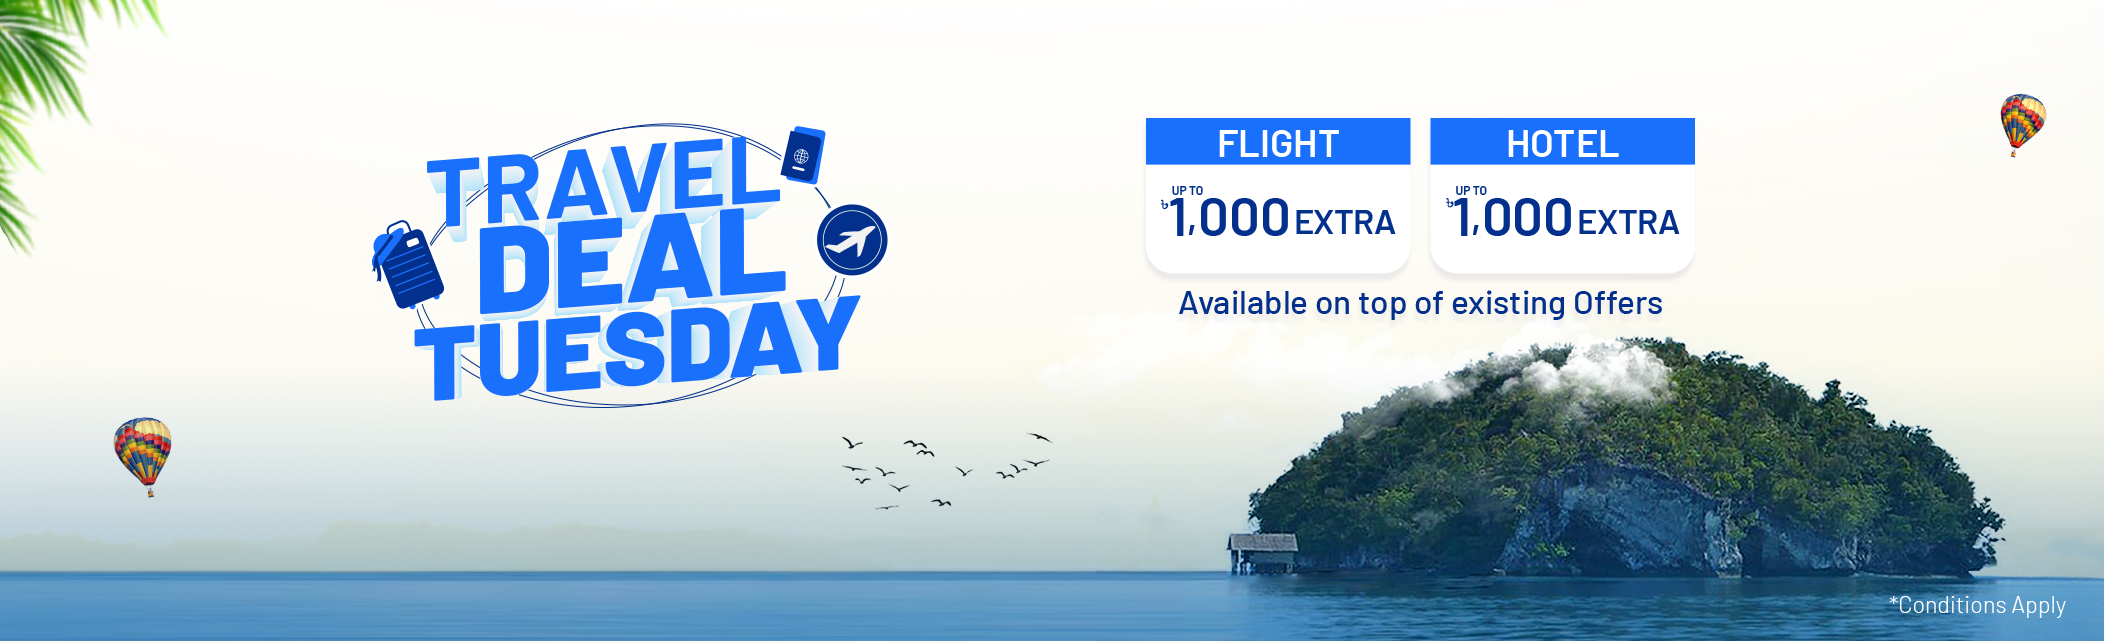 TRAVEL
DEAL
TUESDAY
FLIGHT
UP TO
৳1,000 EXTRA
HOTEL
UP TO
৳1,000 EXTRA
Available on top of existing Offers
*Conditions Apply